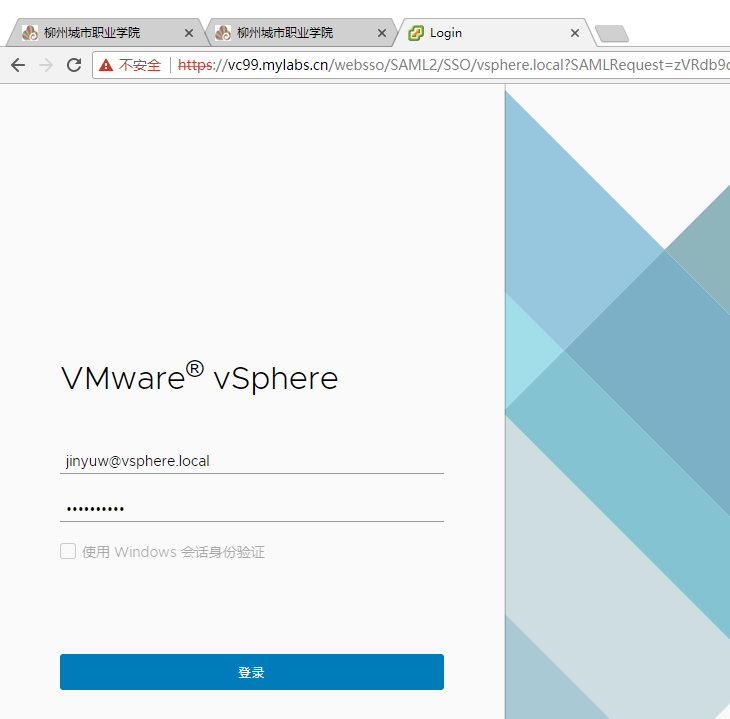 柳州城市职业学院
柳州城市职业学院
Login
不安全 https://vc99.mylabs.cn/websso/SAML2/SSO/vsphere.local?SAMLRequest=zVRdb9
VMware® vSphere
jinyuw@vsphere.local
••••••••••
使用 Windows 会话身份验证
登录